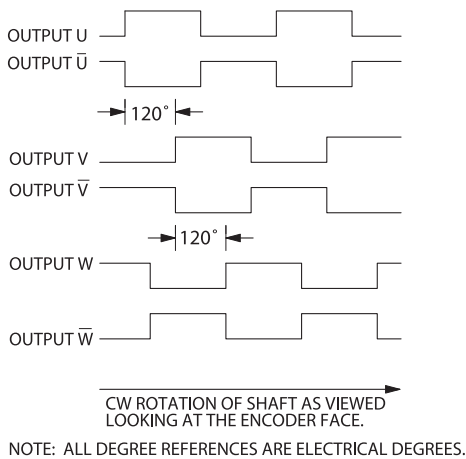 OUTPUT U
OUTPUT U̅
120°
OUTPUT V
OUTPUT V̅
120°
OUTPUT W
OUTPUT W̅
CW ROTATION OF SHAFT AS VIEWED
LOOKING AT THE ENCODER FACE.
NOTE: ALL DEGREE REFERENCES ARE ELECTRICAL DEGREES.